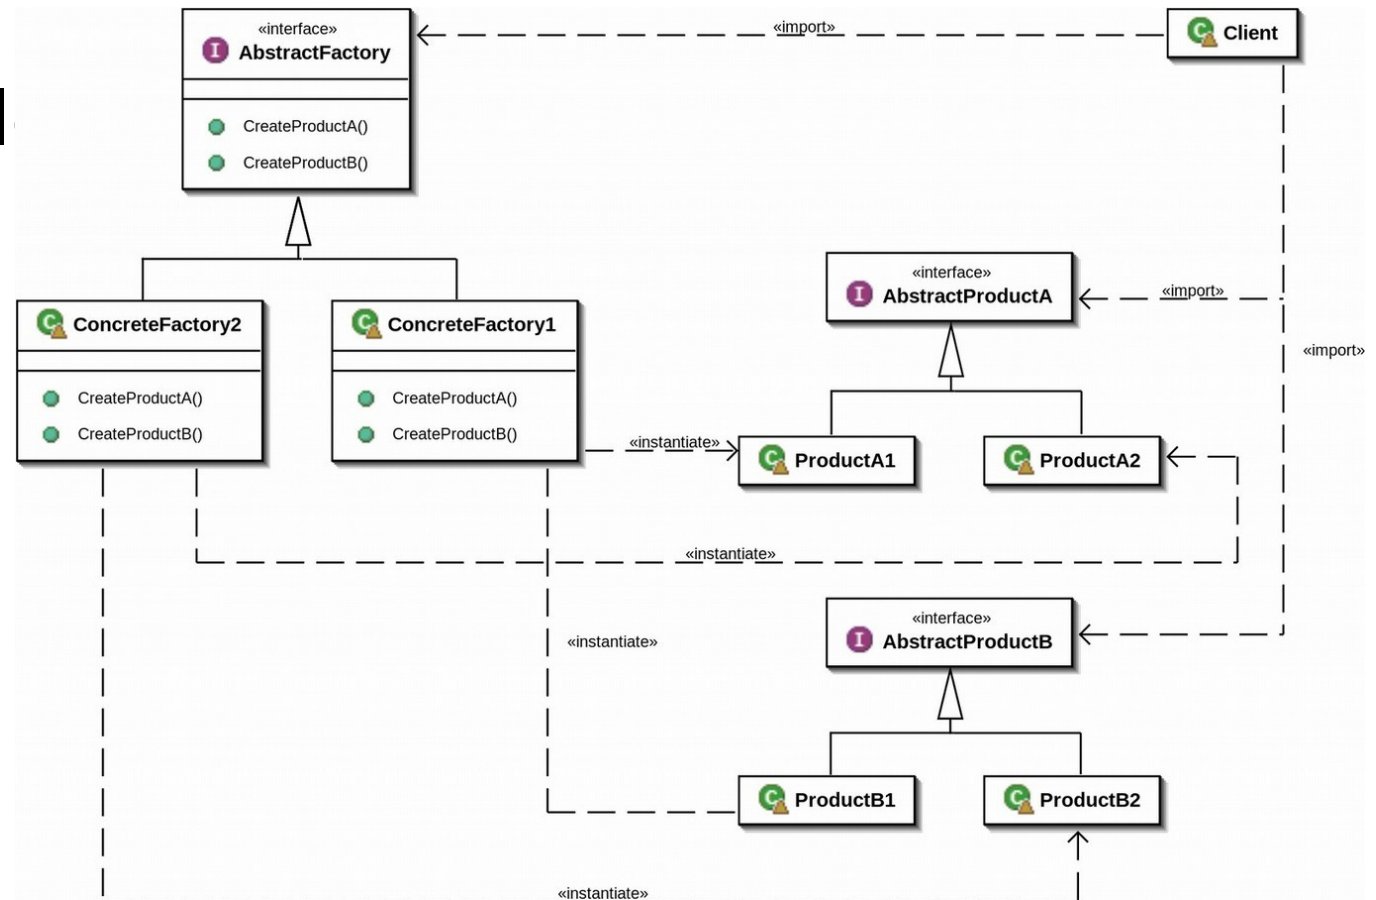 «interface»
I AbstractFactory
CreateProductA()
CreateProductB()
«import»
C Client
C ConcreteFactory2
CreateProductA()
CreateProductB()
C ConcreteFactory1
CreateProductA()
CreateProductB()
«interface»
I AbstractProductA
«import»
«import»
«instantiate»
C ProductA1
C ProductA2
«instantiate»
«interface»
I AbstractProductB
«instantiate»
C ProductB1
C ProductB2
«instantiate»